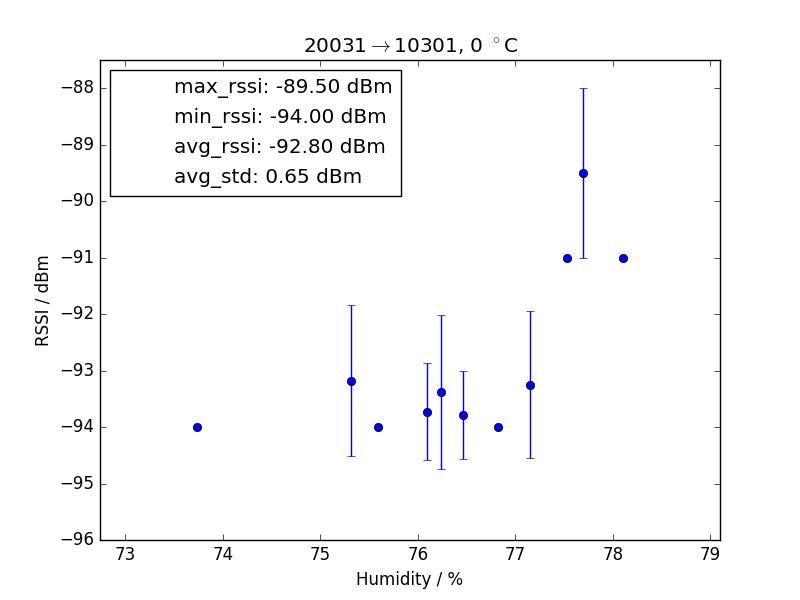 20031→10301, 0 °C
max_rssi: -89.50 dBm
min_rssi: -94.00 dBm
avg_rssi: -92.80 dBm
avg_std: 0.65 dBm
RSSI / dBm
−88
−89
−90
−91
−92
−93
−94
−95
−96
73 74 75 76 77 78 79
Humidity / %